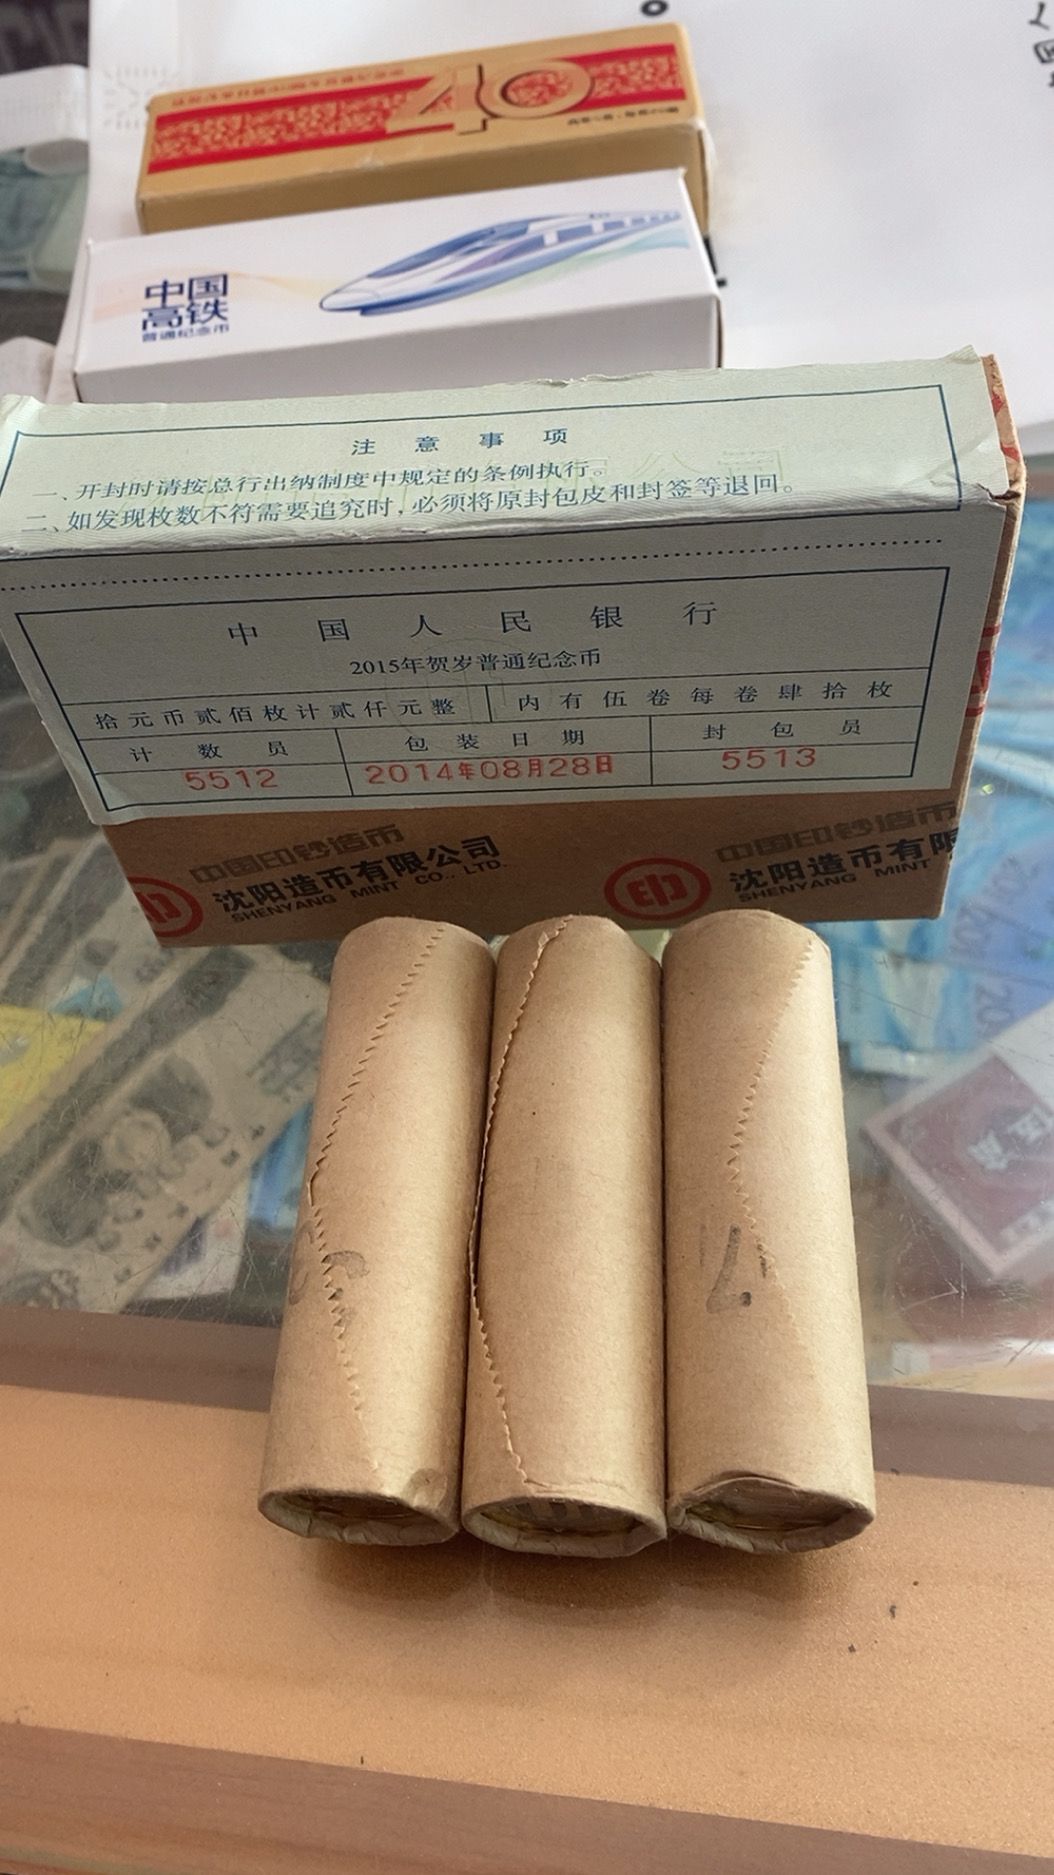 40
中国
高铁
普通纪念币
注意事项
一、开封时请按总行出纳制度中规定的条例执行。
二、如发现枚数不符需要追究时,必须将原封包皮和封签等退回。
中国人民银行
2015年贺岁普通纪念币
拾元币贰佰枚计贰仟元整 内有伍卷每卷肆拾枚
计数员 包装日期 封包员
5512 2014年08月28日 5513
中国印钞造币 中国印钞造币
沈阳造币有限公司 沈阳造币有限
SHENYANG MINT CO., LTD. SHENYANG MINT
伍角